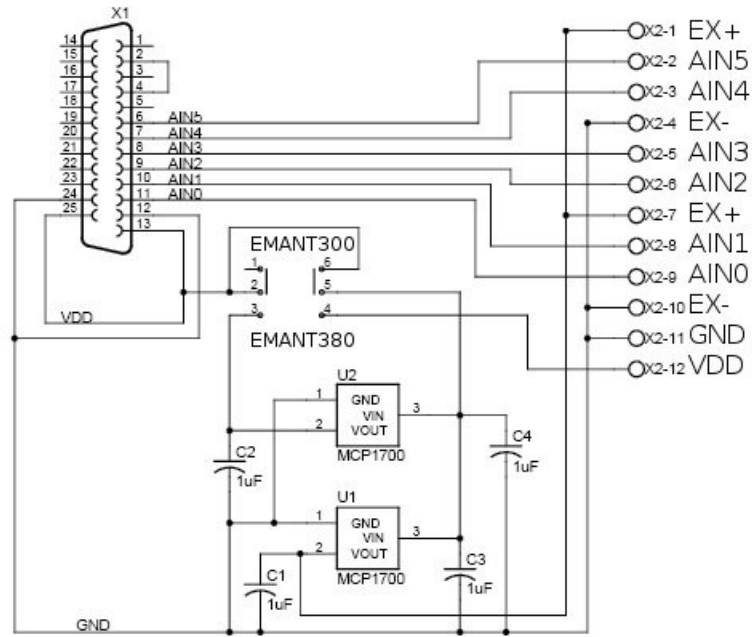 X1
14
1
15
2
16
3
17
4
18
5
19
6
AIN5
20
7
AIN4
21
8
AIN3
22
9
AIN2
23
10
AIN1
24
11
AIN0
25
12
13
VDD
GND
X2-1 EX+
X2-2 AIN5
X2-3 AIN4
X2-4 EX-
X2-5 AIN3
X2-6 AIN2
X2-7 EX+
X2-8 AIN1
X2-9 AIN0
X2-10 EX-
X2-11 GND
X2-12 VDD
EMANT300
1
6
2
5
3
4
EMANT380
U2
1
GND
VIN
3
2
VOUT
MCP1700
C2
1uF
C4
1uF
U1
1
GND
VIN
3
2
VOUT
MCP1700
C1
1uF
C3
1uF